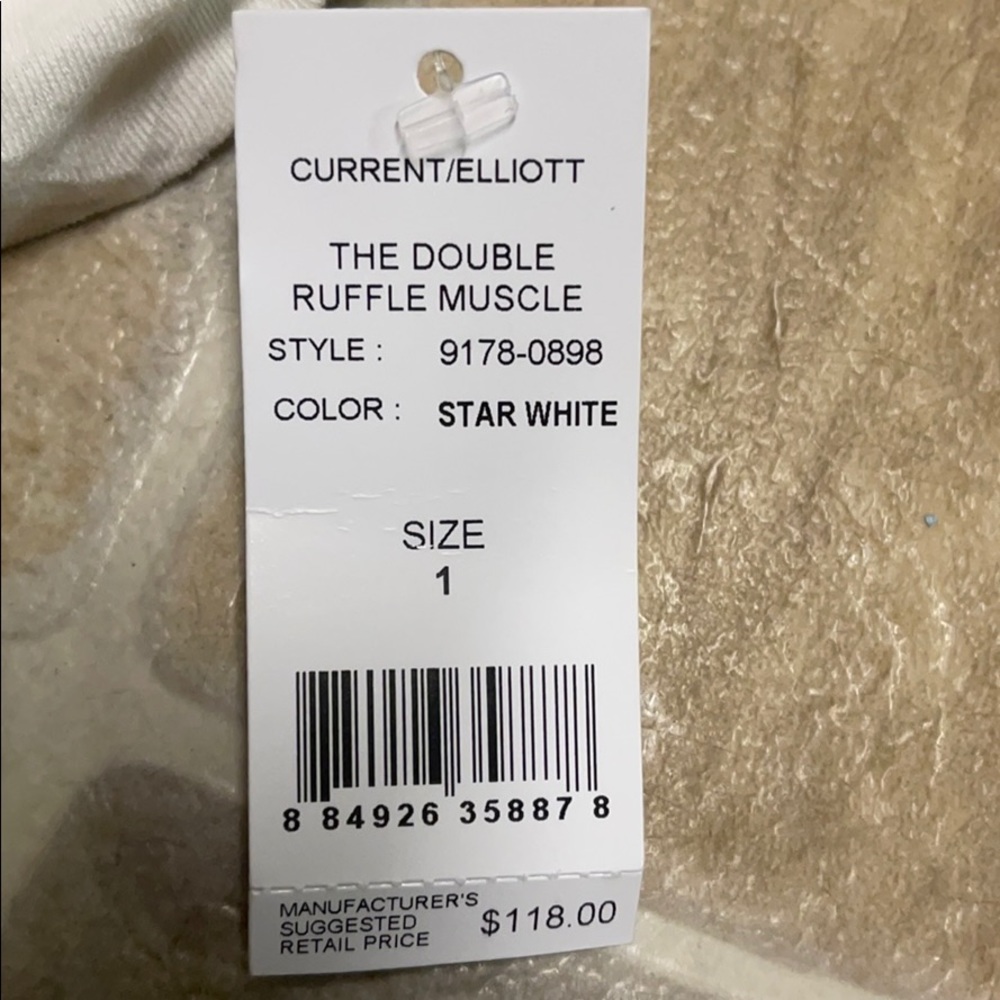 CURRENT/ELLIOTT
THE DOUBLE
RUFFLE MUSCLE
STYLE : 9178-0898
COLOR : STAR WHITE
SIZE
1
8 84926 35887 8
MANUFACTURER'S
SUGGESTED
RETAIL PRICE
$118.00